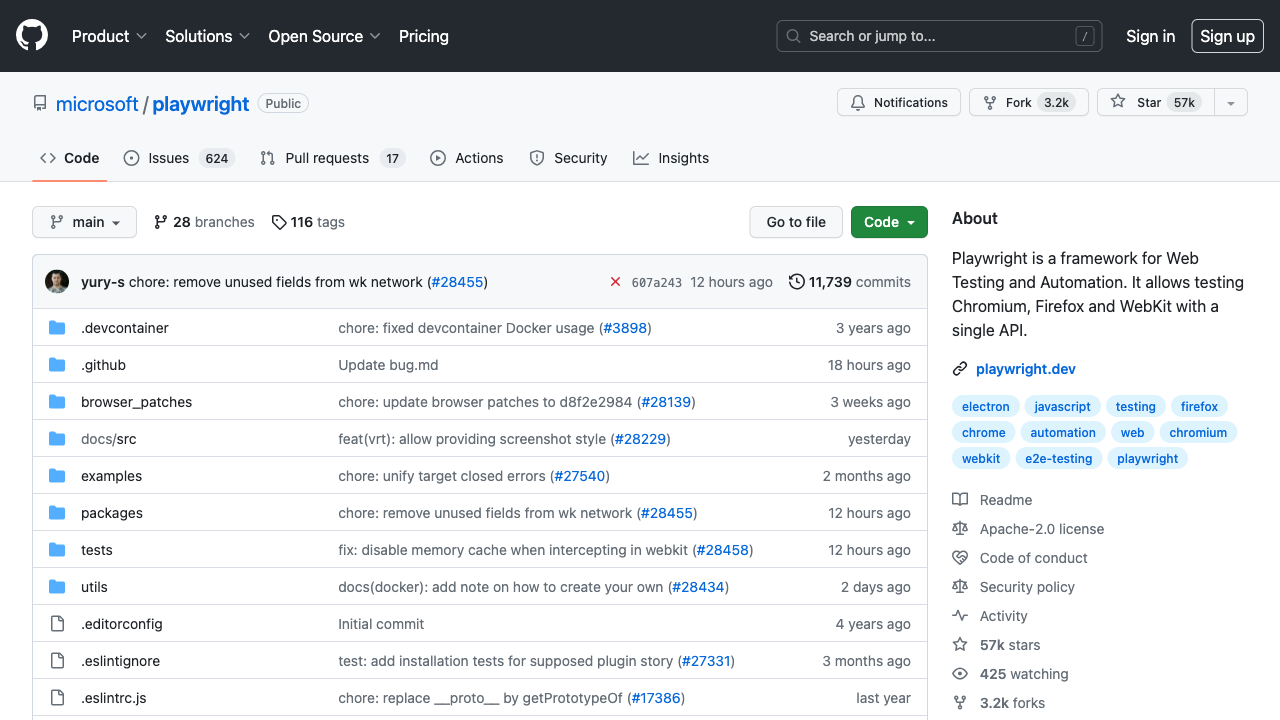 Product Solutions Open Source Pricing Search or jump to... / Sign in Sign up
microsoft / playwright Public Notifications Fork 3.2k Star 57k
Code Issues 624 Pull requests 17 Actions Security Insights
main 28 branches 116 tags Go to file Code
yury-s chore: remove unused fields from wk network (#28455) 607a243 12 hours ago 11,739 commits
.devcontainer chore: fixed devcontainer Docker usage (#3898) 3 years ago
.github Update bug.md 18 hours ago
browser_patches chore: update browser patches to d8f2e2984 (#28139) 3 weeks ago
docs/src feat(vrt): allow providing screenshot style (#28229) yesterday
examples chore: unify target closed errors (#27540) 2 months ago
packages chore: remove unused fields from wk network (#28455) 12 hours ago
tests fix: disable memory cache when intercepting in webkit (#28458) 12 hours ago
utils docs(docker): add note on how to create your own (#28434) 2 days ago
.editorconfig Initial commit 4 years ago
.eslintignore test: add installation tests for supposed plugin story (#27331) 3 months ago
.eslintrc.js chore: replace __proto__ by getPrototypeOf (#17386) last year
About
Playwright is a framework for Web
Testing and Automation. It allows testing
Chromium, Firefox and WebKit with a
single API.
playwright.dev
electron javascript testing firefox
chrome automation web chromium
webkit e2e-testing playwright
Readme
Apache-2.0 license
Code of conduct
Security policy
Activity
57k stars
425 watching
3.2k forks